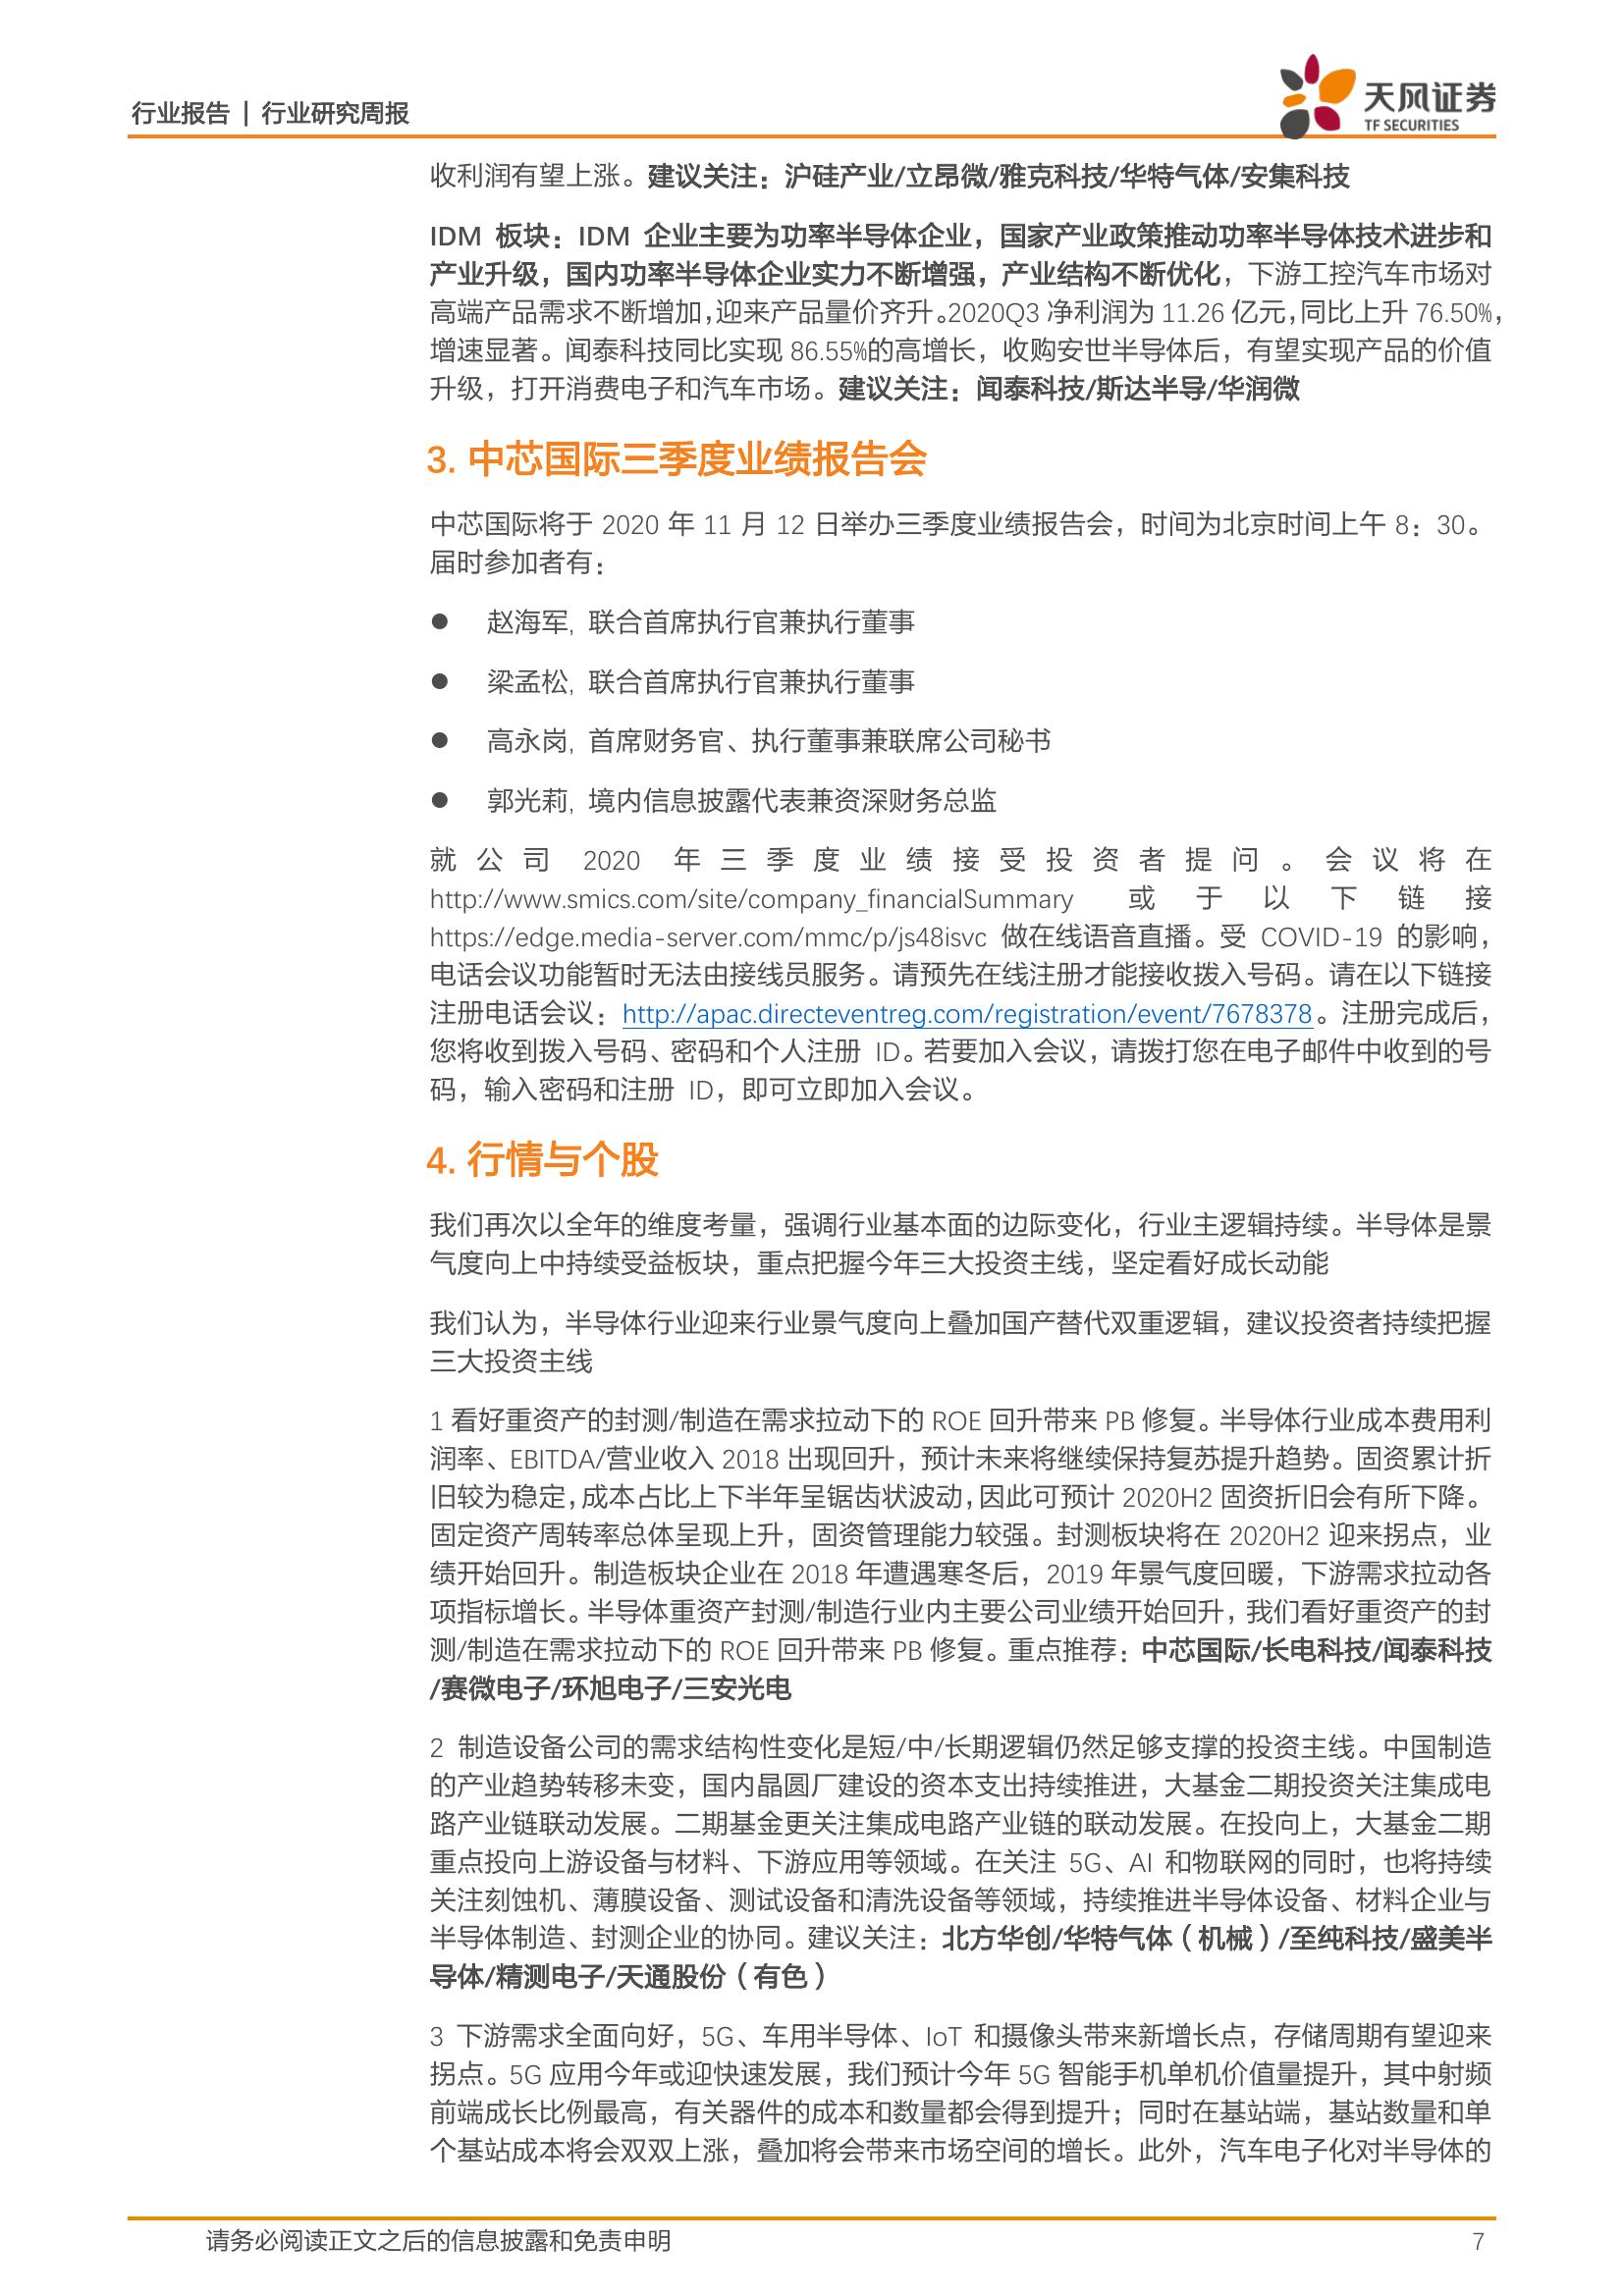 行业报告 | 行业研究周报
天风证券
TF SECURITIES
收利润有望上涨。建议关注：沪硅产业/立昂微/雅克科技/华特气体/安集科技
IDM 板块：IDM 企业主要为功率半导体企业，国家产业政策推动功率半导体技术进步和
产业升级，国内功率半导体企业实力不断增强，产业结构不断优化，下游工控汽车市场对
高端产品需求不断增加，迎来产品量价齐升。2020Q3 净利润为 11.26 亿元，同比上升 76.50%，
增速显著。闻泰科技同比实现 86.55%的高增长，收购安世半导体后，有望实现产品的价值
升级，打开消费电子和汽车市场。建议关注：闻泰科技/斯达半导/华润微
3. 中芯国际三季度业绩报告会
中芯国际将于 2020 年 11 月 12 日举办三季度业绩报告会，时间为北京时间上午 8：30。
届时参加者有：
● 赵海军, 联合首席执行官兼执行董事
● 梁孟松, 联合首席执行官兼执行董事
● 高永岗, 首席财务官、执行董事兼联席公司秘书
● 郭光莉, 境内信息披露代表兼资深财务总监
就公司 2020 年三季度业绩接受投资者提问。会议将在
http://www.smics.com/site/company_financialSummary 或于以下链接
https://edge.media-server.com/mmc/p/js48isvc 做在线语音直播。受 COVID-19 的影响，
电话会议功能暂时无法由接线员服务。请预先在线注册才能接收拨入号码。请在以下链接
注册电话会议：http://apac.directeventreg.com/registration/event/7678378。注册完成后，
您将收到拨入号码、密码和个人注册 ID。若要加入会议，请拨打您在电子邮件中收到的号
码，输入密码和注册 ID，即可立即加入会议。
4. 行情与个股
我们再次以全年的维度考量，强调行业基本面的边际变化，行业主逻辑持续。半导体是景
气度向上中持续受益板块，重点把握今年三大投资主线，坚定看好成长动能
我们认为，半导体行业迎来行业景气度向上叠加国产替代双重逻辑，建议投资者持续把握
三大投资主线
1 看好重资产的封测/制造在需求拉动下的 ROE 回升带来 PB 修复。半导体行业成本费用利
润率、EBITDA/营业收入 2018 出现回升，预计未来将继续保持复苏提升趋势。固资累计折
旧较为稳定，成本占比上下半年呈锯齿状波动，因此可预计 2020H2 固资折旧会有所下降。
固定资产周转率总体呈现上升，固资管理能力较强。封测板块将在 2020H2 迎来拐点，业
绩开始回升。制造板块企业在 2018 年遭遇寒冬后，2019 年景气度回暖，下游需求拉动各
项指标增长。半导体重资产封测/制造行业内主要公司业绩开始回升，我们看好重资产的封
测/制造在需求拉动下的 ROE 回升带来 PB 修复。重点推荐：中芯国际/长电科技/闻泰科技
/赛微电子/环旭电子/三安光电
2 制造设备公司的需求结构性变化是短/中/长期逻辑仍然足够支撑的投资主线。中国制造
的产业趋势转移未变，国内晶圆厂建设的资本支出持续推进，大基金二期投资关注集成电
路产业链联动发展。二期基金更关注集成电路产业链的联动发展。在投向上，大基金二期
重点投向上游设备与材料、下游应用等领域。在关注 5G、AI 和物联网的同时，也将持续
关注刻蚀机、薄膜设备、测试设备和清洗设备等领域，持续推进半导体设备、材料企业与
半导体制造、封测企业的协同。建议关注：北方华创/华特气体（机械）/至纯科技/盛美半
导体/精测电子/天通股份（有色）
3 下游需求全面向好，5G、车用半导体、IoT 和摄像头带来新增长点，存储周期有望迎来
拐点。5G 应用今年或迎快速发展，我们预计今年 5G 智能手机单机价值量提升，其中射频
前端成长比例最高，有关器件的成本和数量都会得到提升；同时在基站端，基站数量和单
个基站成本将会双双上涨，叠加将会带来市场空间的增长。此外，汽车电子化对半导体的
请务必阅读正文之后的信息披露和免责申明
7